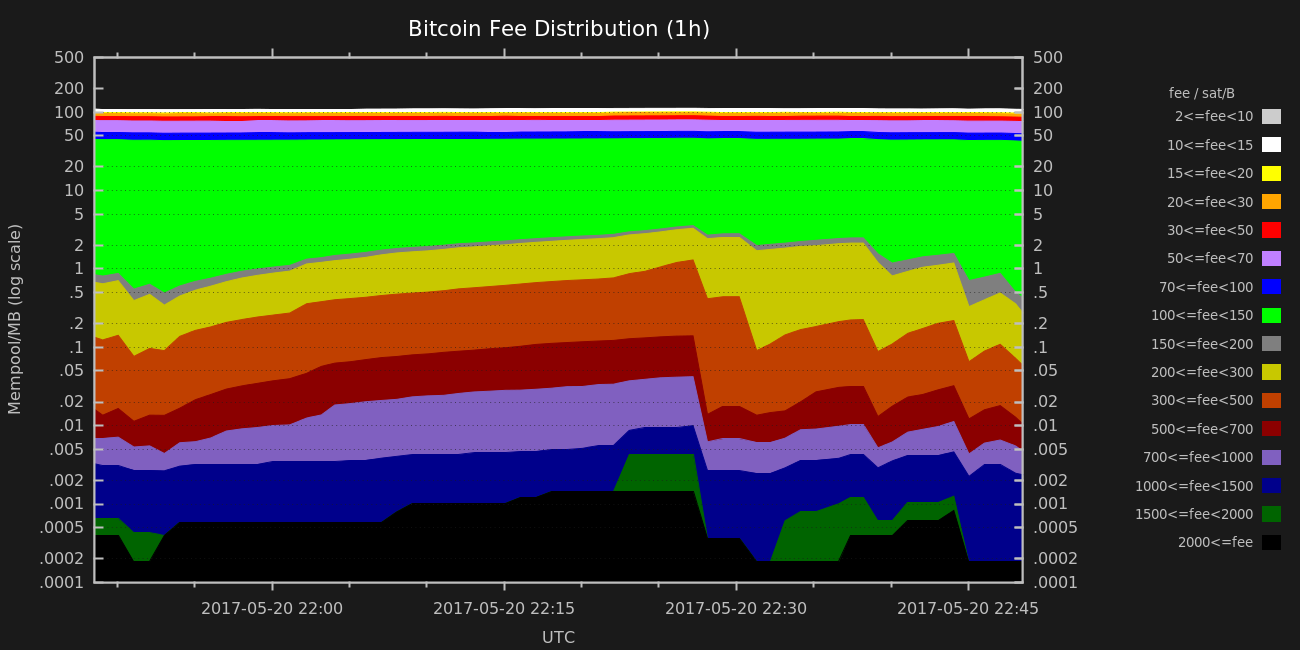 Bitcoin Fee Distribution (1h)
Mempool/MB (log scale)
500
200
100
50
20
10
5
2
1
.5
.2
.1
.05
.02
.01
.005
.002
.001
.0005
.0002
.0001
500
200
100
50
20
10
5
2
1
.5
.2
.1
.05
.02
.01
.005
.002
.001
.0005
.0002
.0001
2017-05-20 22:00
2017-05-20 22:15
2017-05-20 22:30
2017-05-20 22:45
UTC
fee / sat/B
2<=fee<10
10<=fee<15
15<=fee<20
20<=fee<30
30<=fee<50
50<=fee<70
70<=fee<100
100<=fee<150
150<=fee<200
200<=fee<300
300<=fee<500
500<=fee<700
700<=fee<1000
1000<=fee<1500
1500<=fee<2000
2000<=fee